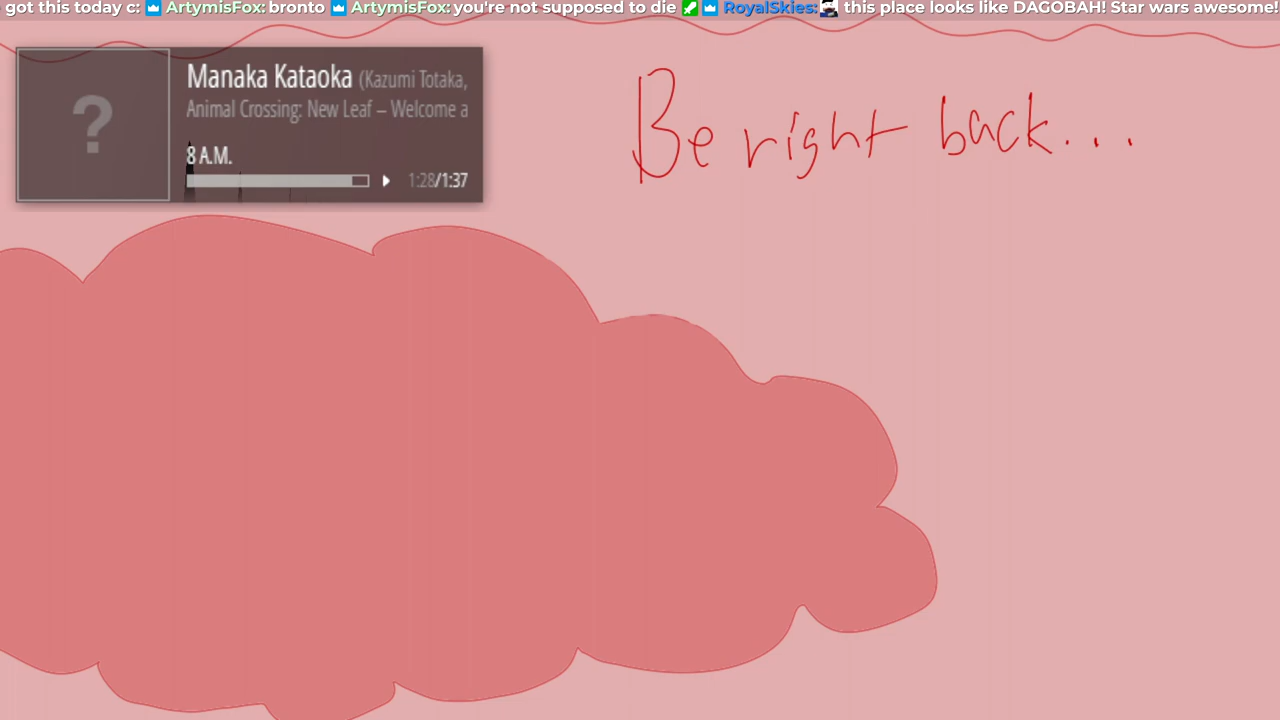 got this today c: ArtymisFox: bronto ArtymisFox: you're not supposed to die RoyalSkies: this place looks like DAGOBAH! Star wars awesome!
Manaka Kataoka (Kazumi Totaka,
Animal Crossing: New Leaf – Welcome a
8 A.M.
1:28/1:37
?
Be right back...